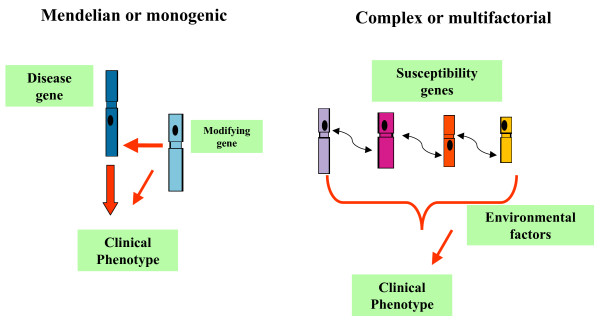 Mendelian or monogenic
Disease
gene
Modifying
gene
Clinical
Phenotype
Complex or multifactorial
Susceptibility
genes
Environmental
factors
Clinical
Phenotype